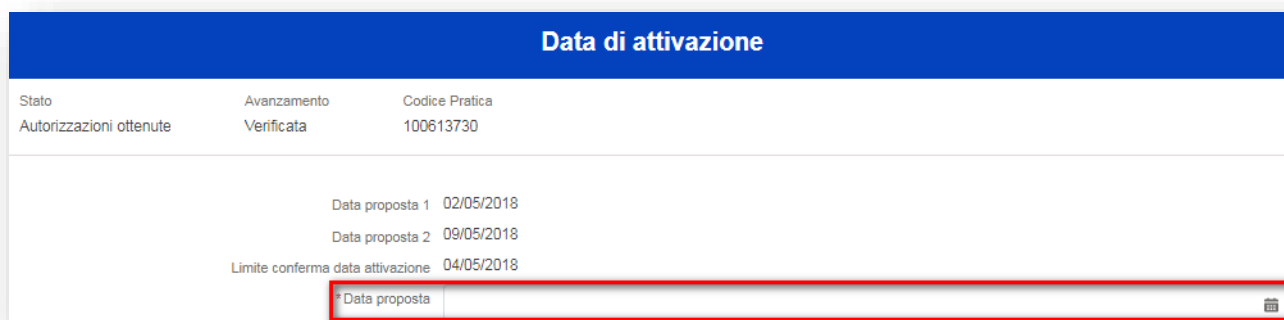 Data di attivazione
Stato Avanzamento Codice Pratica
Autorizzazioni ottenute Verificata 100613730
Data proposta 1 02/05/2018
Data proposta 2 09/05/2018
Limite conferma data attivazione 04/05/2018
*Data proposta